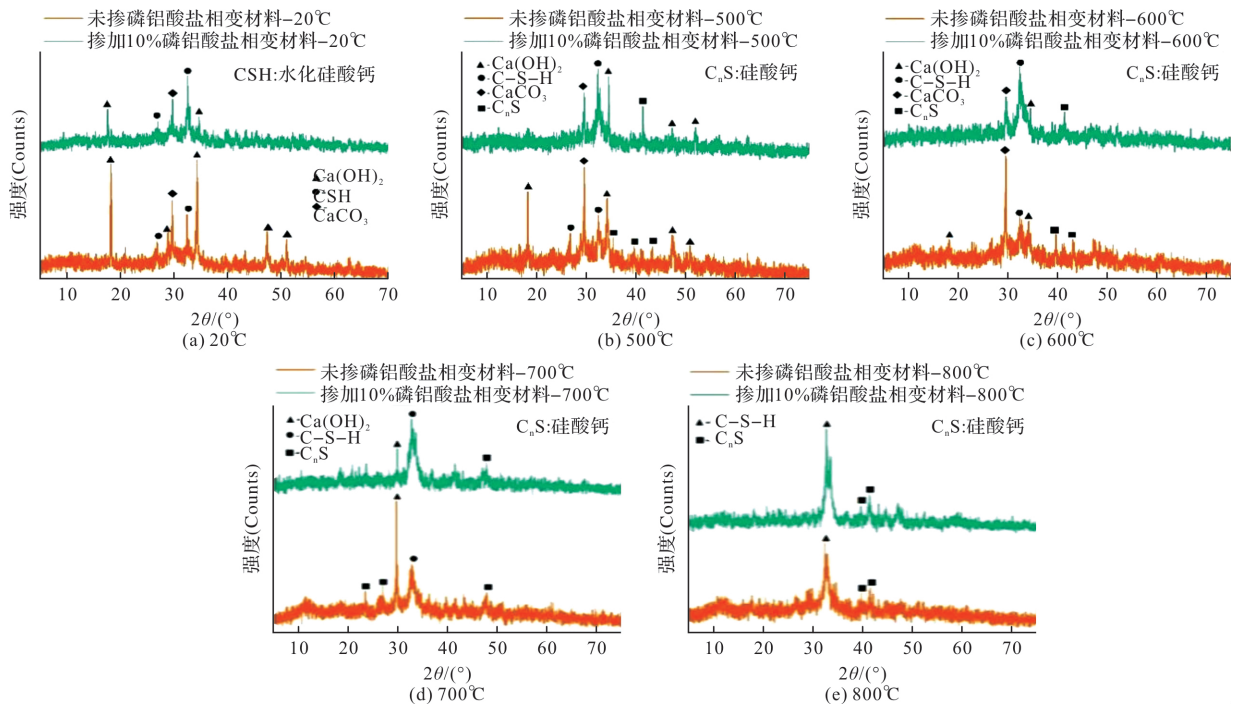 未掺磷铝酸盐相变材料–20℃
掺加10%磷铝酸盐相变材料–20℃
CSH:水化硅酸钙
Ca(OH)₂
CSH
CaCO₃
强度(Counts)
10 20 30 40 50 60 70
2θ/(°)
(a) 20℃
未掺磷铝酸盐相变材料–500℃
掺加10%磷铝酸盐相变材料–500℃
Ca(OH)₂
C–S–H
CaCO₃
CₙS
CₙS:硅酸钙
强度(Counts)
10 20 30 40 50 60 70
2θ/(°)
(b) 500℃
未掺磷铝酸盐相变材料–600℃
掺加10%磷铝酸盐相变材料–600℃
Ca(OH)₂
C–S–H
CaCO₃
CₙS
CₙS:硅酸钙
强度(Counts)
10 20 30 40 50 60 70
2θ/(°)
(c) 600℃
未掺磷铝酸盐相变材料–700℃
掺加10%磷铝酸盐相变材料–700℃
Ca(OH)₂
C–S–H
CₙS
CₙS:硅酸钙
强度(Counts)
10 20 30 40 50 60 70
2θ/(°)
(d) 700℃
未掺磷铝酸盐相变材料–800℃
掺加10%磷铝酸盐相变材料–800℃
C–S–H
CₙS
CₙS:硅酸钙
强度(Counts)
10 20 30 40 50 60 70
2θ/(°)
(e) 800℃